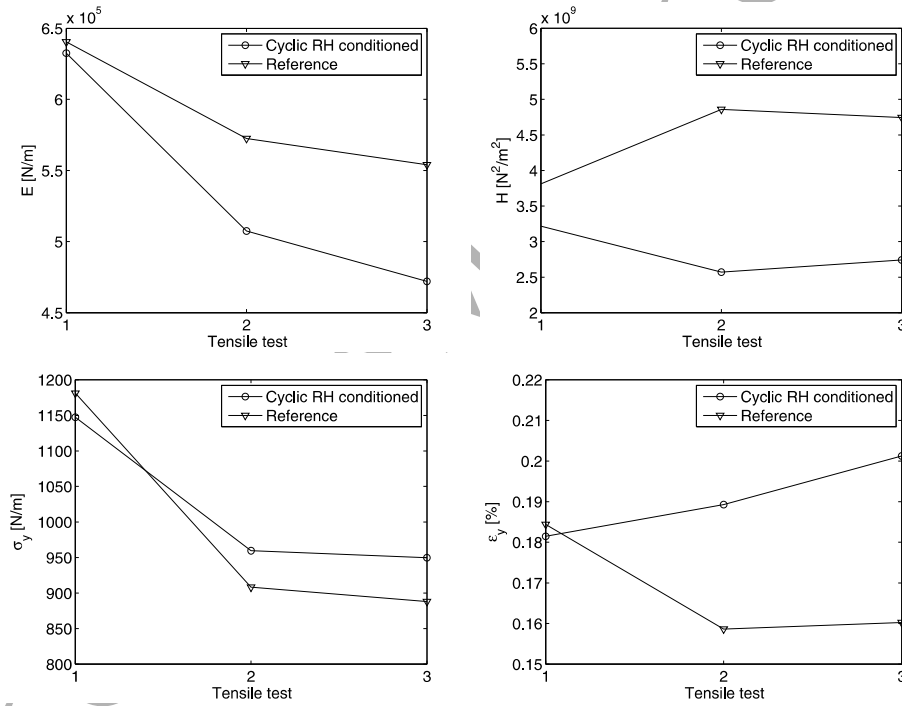 x 10^5
6.5
6
5.5
5
4.5
E [N/m]
1 2 3
Tensile test
Cyclic RH conditioned
Reference
x 10^9
6
5.5
5
4.5
4
3.5
3
2.5
2
H [N²/m²]
1 2 3
Tensile test
Cyclic RH conditioned
Reference
1200
1150
1100
1050
1000
950
900
850
800
σ_y [N/m]
1 2 3
Tensile test
Cyclic RH conditioned
Reference
0.22
0.21
0.2
0.19
0.18
0.17
0.16
0.15
ε_y [%]
1 2 3
Tensile test
Cyclic RH conditioned
Reference